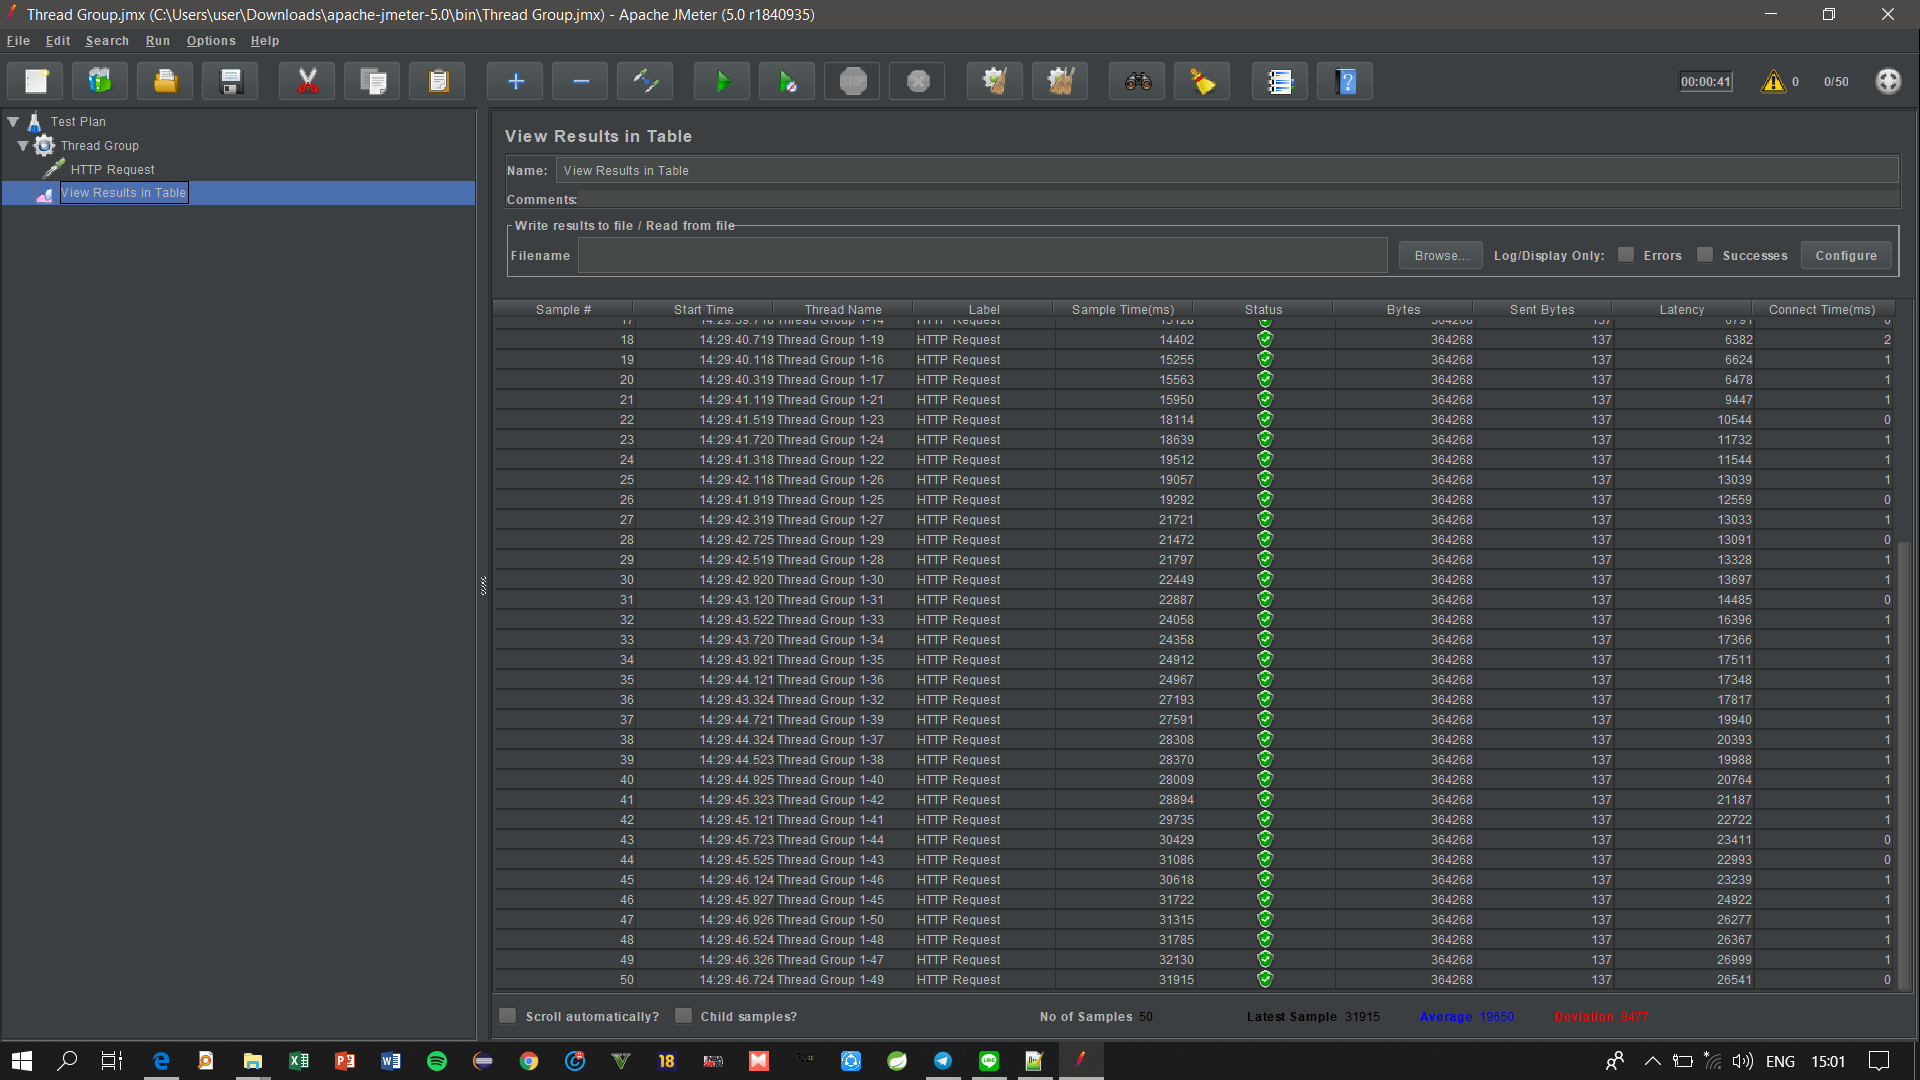 Thread Group.jmx (C:\Users\user\Downloads\apache-jmeter-5.0\bin\Thread Group.jmx) - Apache JMeter (5.0 r1840935)
File Edit Search Run Options Help
STOP 00:00:41 0 0/50
Test Plan
Thread Group
HTTP Request
View Results in Table
View Results in Table
Name: View Results in Table
Comments:
Write results to file / Read from file
Filename Browse... Log/Display Only: Errors Successes Configure
Sample # Start Time Thread Name Label Sample Time(ms) Status Bytes Sent Bytes Latency Connect Time(ms)
17 14:29:39.718 Thread Group 1-14 HTTP Request 15128 364268 137 6791 0
18 14:29:40.719 Thread Group 1-19 HTTP Request 14402 364268 137 6382 2
19 14:29:40.118 Thread Group 1-16 HTTP Request 15255 364268 137 6624 1
20 14:29:40.319 Thread Group 1-17 HTTP Request 15563 364268 137 6478 1
21 14:29:41.119 Thread Group 1-21 HTTP Request 15950 364268 137 9447 1
22 14:29:41.519 Thread Group 1-23 HTTP Request 18114 364268 137 10544 0
23 14:29:41.720 Thread Group 1-24 HTTP Request 18639 364268 137 11732 1
24 14:29:41.318 Thread Group 1-22 HTTP Request 19512 364268 137 11544 1
25 14:29:42.118 Thread Group 1-26 HTTP Request 19057 364268 137 13039 1
26 14:29:41.919 Thread Group 1-25 HTTP Request 19292 364268 137 12559 0
27 14:29:42.319 Thread Group 1-27 HTTP Request 21721 364268 137 13033 1
28 14:29:42.725 Thread Group 1-29 HTTP Request 21472 364268 137 13091 0
29 14:29:42.519 Thread Group 1-28 HTTP Request 21797 364268 137 13328 1
30 14:29:42.920 Thread Group 1-30 HTTP Request 22449 364268 137 13697 1
31 14:29:43.120 Thread Group 1-31 HTTP Request 22887 364268 137 14485 0
32 14:29:43.522 Thread Group 1-33 HTTP Request 24058 364268 137 16396 1
33 14:29:43.720 Thread Group 1-34 HTTP Request 24358 364268 137 17366 1
34 14:29:43.921 Thread Group 1-35 HTTP Request 24912 364268 137 17511 1
35 14:29:44.121 Thread Group 1-36 HTTP Request 24967 364268 137 17348 1
36 14:29:43.324 Thread Group 1-32 HTTP Request 27193 364268 137 17817 1
37 14:29:44.721 Thread Group 1-39 HTTP Request 27591 364268 137 19940 1
38 14:29:44.324 Thread Group 1-37 HTTP Request 28308 364268 137 20393 1
39 14:29:44.523 Thread Group 1-38 HTTP Request 28370 364268 137 19988 1
40 14:29:44.925 Thread Group 1-40 HTTP Request 28009 364268 137 20764 1
41 14:29:45.323 Thread Group 1-42 HTTP Request 28894 364268 137 21187 1
42 14:29:45.121 Thread Group 1-41 HTTP Request 29735 364268 137 22722 1
43 14:29:45.723 Thread Group 1-44 HTTP Request 30429 364268 137 23411 0
44 14:29:45.525 Thread Group 1-43 HTTP Request 31086 364268 137 22993 0
45 14:29:46.124 Thread Group 1-46 HTTP Request 30618 364268 137 23239 1
46 14:29:45.927 Thread Group 1-45 HTTP Request 31722 364268 137 24922 1
47 14:29:46.926 Thread Group 1-50 HTTP Request 31315 364268 137 26277 1
48 14:29:46.524 Thread Group 1-48 HTTP Request 31785 364268 137 26367 1
49 14:29:46.326 Thread Group 1-47 HTTP Request 32130 364268 137 26999 1
50 14:29:46.724 Thread Group 1-49 HTTP Request 31915 364268 137 26541 0
Scroll automatically? Child samples? No of Samples 50 Latest Sample 31915 Average 19650 Deviation 8477
18 ENG 15:01